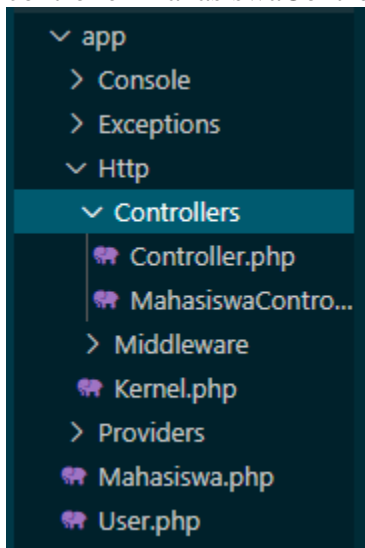 app
Console
Exceptions
Http
Controllers
Controller.php
MahasiswaContro...
Middleware
Kernel.php
Providers
Mahasiswa.php
User.php